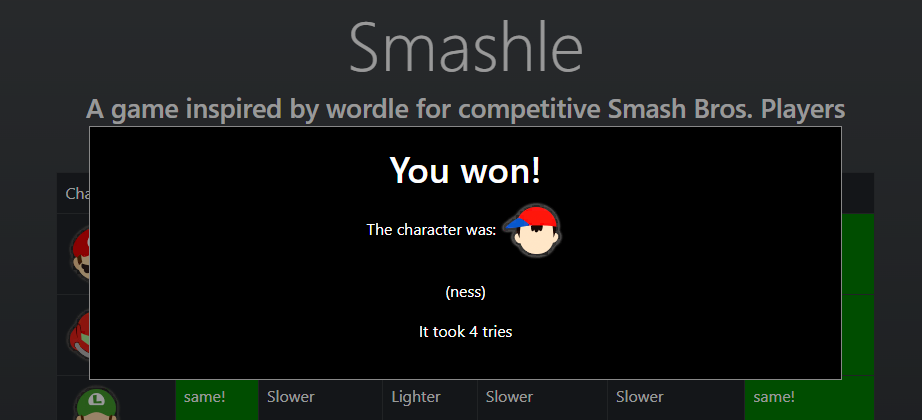 Smashle
A game inspired by wordle for competitive Smash Bros. Players
You won!
Cha
The character was:
(ness)
It took 4 tries
L
same! Slower Lighter Slower Slower same!